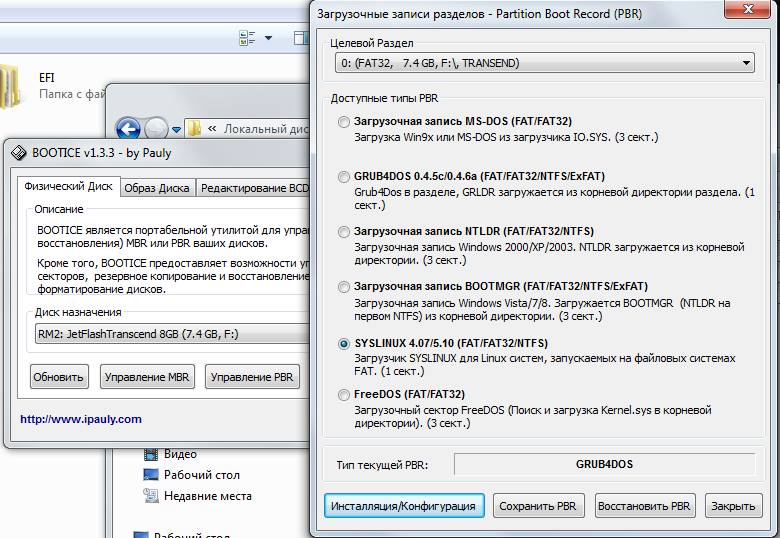 EFI
Папка с фай
Локальный дис
BOOTICE v1.3.3 - by Pauly
Физический Диск
Образ Диска
Редактирование BCD
Описание
BOOTICE является портабельной утилитой для упра
восстановления) MBR или PBR ваших дисков.
Кроме того, BOOTICE предоставляет возможности у
секторов, резервное копирование и восстановление
форматирование дисков.
Диск назначения
RM2: JetFlashTranscend 8GB (7.4 GB, F:)
Обновить
Управление MBR
Управление PBR
http://www.ipauly.com
Видео
Рабочий стол
Недавние места
Рабочий стол
Загрузочные записи разделов - Partition Boot Record (PBR)
Целевой Раздел
0: (FAT32, 7.4 GB, F:\, TRANSEND)
Доступные типы PBR
Загрузочная запись MS-DOS (FAT/FAT32)
Загрузка Win9x или MS-DOS из загрузчика IO.SYS. (3 сект.)
GRUB4DOS 0.4.5c/0.4.6a (FAT/FAT32/NTFS/ExFAT)
Grub4Dos в разделе, GRLDR загружается из корневой директории раздела. (1
сект.)
Загрузочная запись NTLDR (FAT/FAT32/NTFS)
Загрузочная запись Windows 2000/XP/2003. NTLDR загружается из корневой
директории. (3 сект.)
Загрузочная запись BOOTMGR (FAT/FAT32/NTFS/ExFAT)
Загрузочная запись Windows Vista/7/8. Загружается BOOTMGR (NTLDR на
первом NTFS) из корневой директории. (3 сект.)
SYSLINUX 4.07/5.10 (FAT/FAT32/NTFS)
Загрузчик SYSLINUX для Linux систем, запускаемых на файловых системах
FAT. (1 сект.)
FreeDOS (FAT/FAT32)
Загрузочный сектор FreeDOS (Поиск и загрузка Kernel.sys в корневой
директории). (3 сект.)
Тип текущей PBR:
GRUB4DOS
Инсталляция/Конфигурация
Сохранить PBR
Восстановить PBR
Закрыть